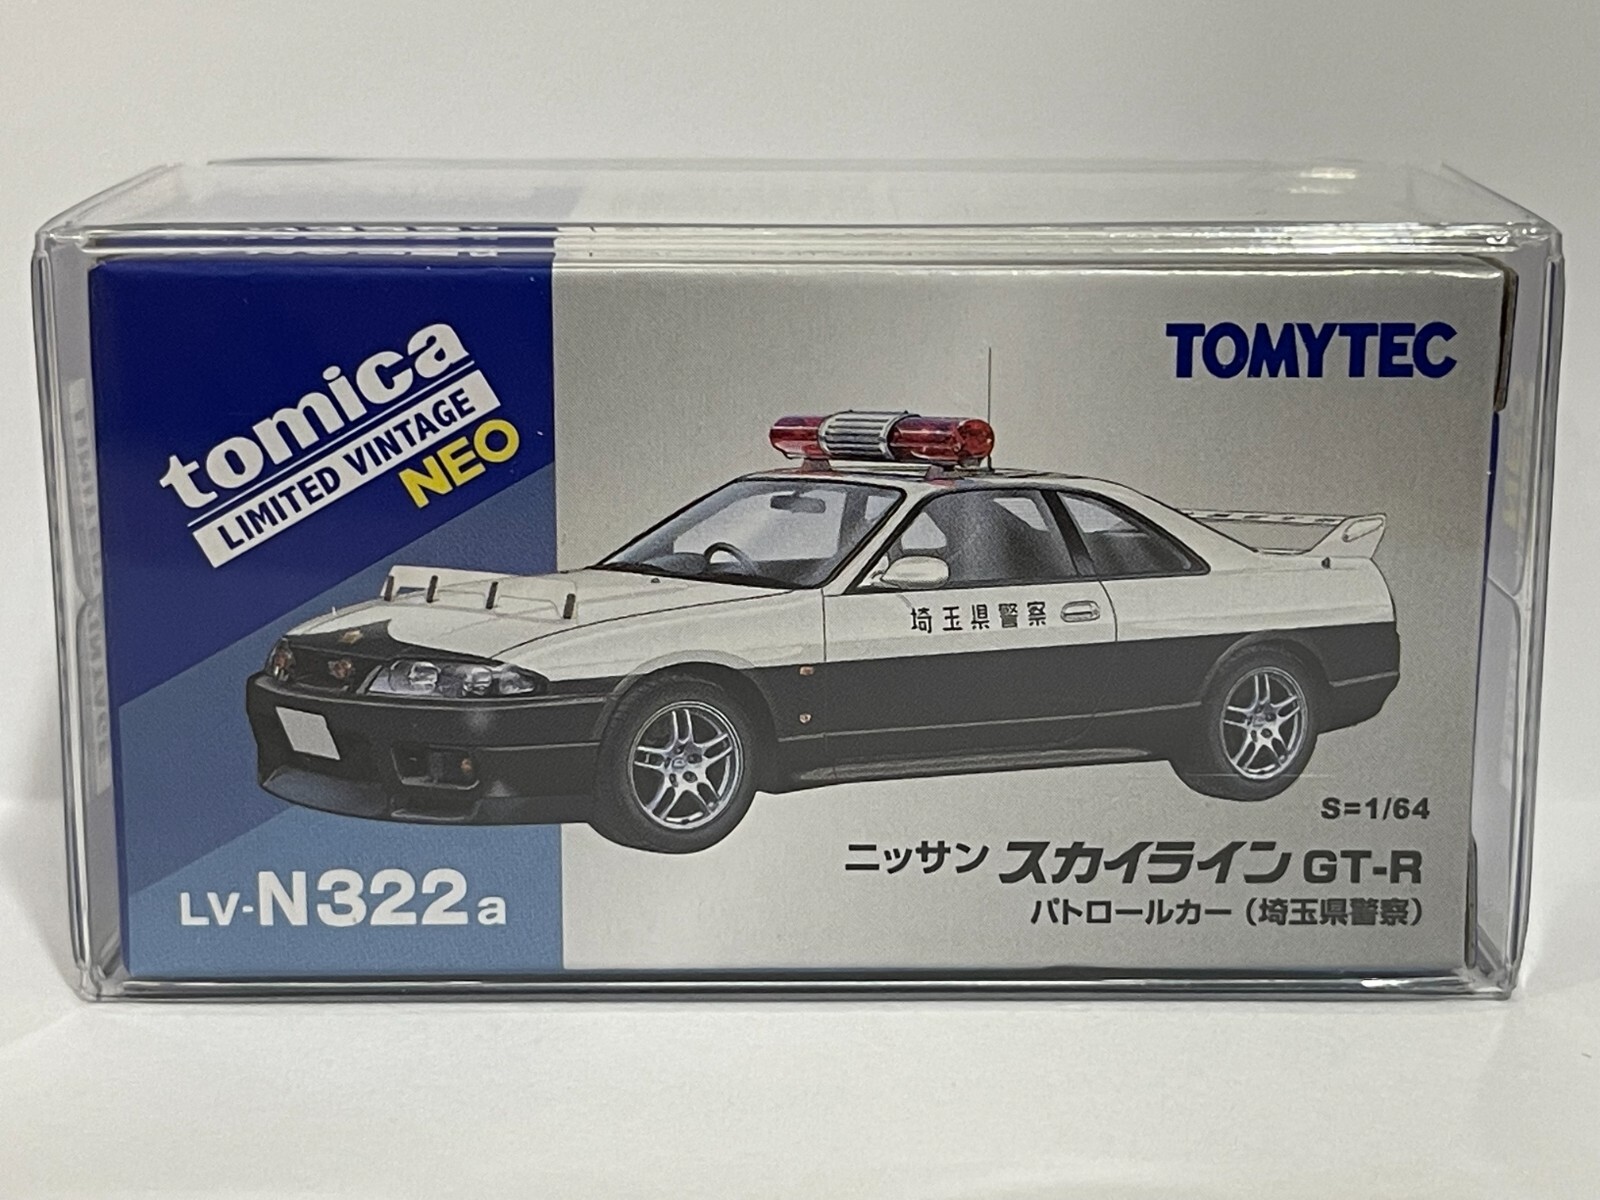 tomica
LIMITED VINTAGE
NEO
TOMYTEC
埼玉県警察
S=1/64
ニッサン スカイライン GT-R
パトロールカー（埼玉県警察）
LV-N322a